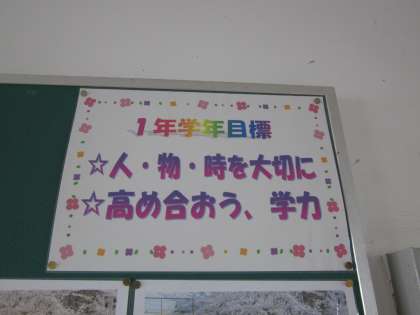 1年学年目標
☆人・物・時を大切に
☆高め合おう、学力